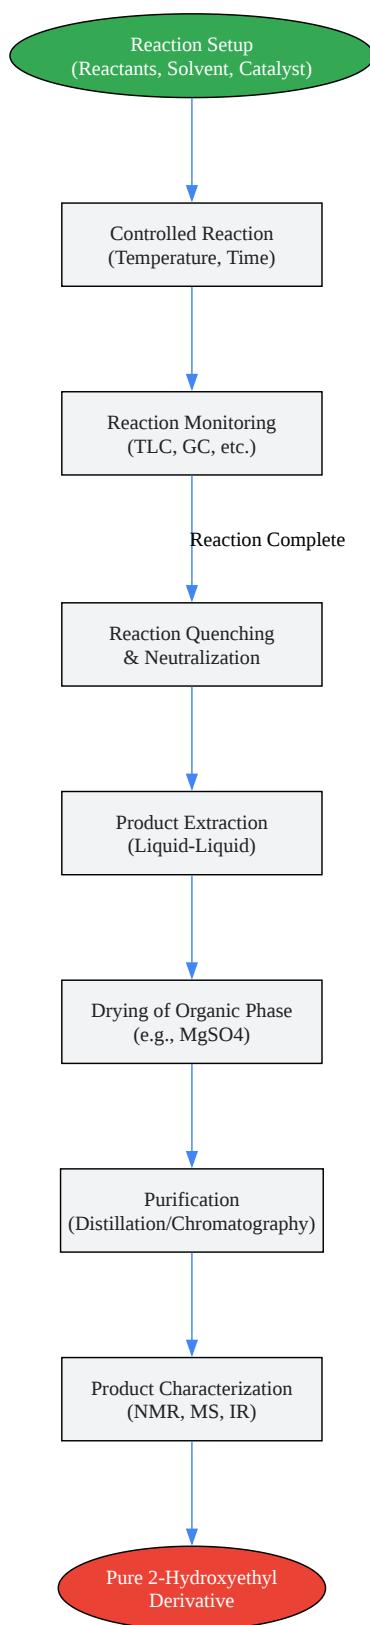 Reaction Setup
(Reactants, Solvent, Catalyst)
Controlled Reaction
(Temperature, Time)
Reaction Monitoring
(TLC, GC, etc.)
Reaction Complete
Reaction Quenching
& Neutralization
Product Extraction
(Liquid-Liquid)
Drying of Organic Phase
(e.g., MgSO4)
Purification
(Distillation/Chromatography)
Product Characterization
(NMR, MS, IR)
Pure 2-Hydroxyethyl
Derivative